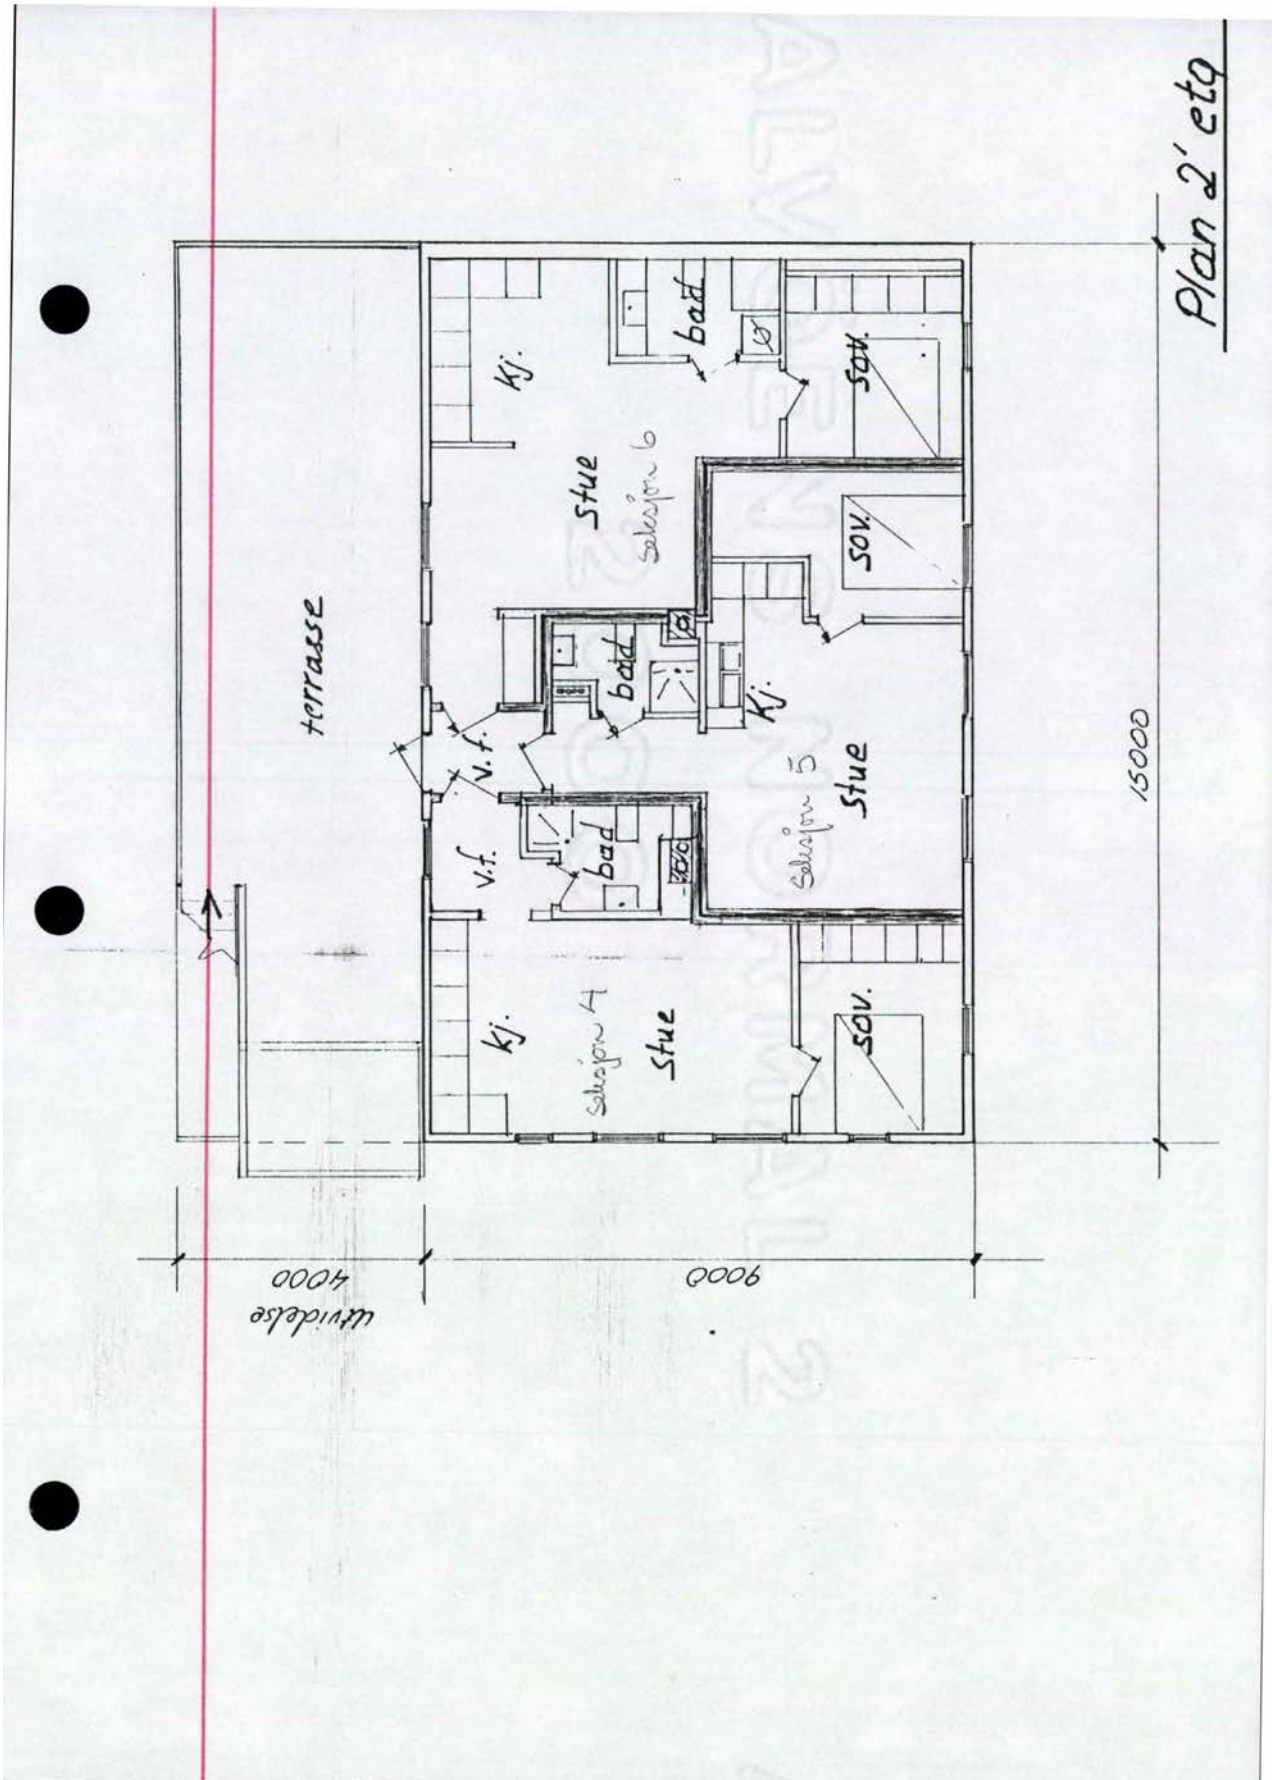 Plan 2' etg
terrasse
Kj.
bad
Stue
Seksjon 6
sov.
v.f.
bad
Kj.
sov.
Seksjon 5
Stue
v.f.
bad
Kj.
Seksjon 4
Stue
sov.
15000
9000
4000
utvidelse